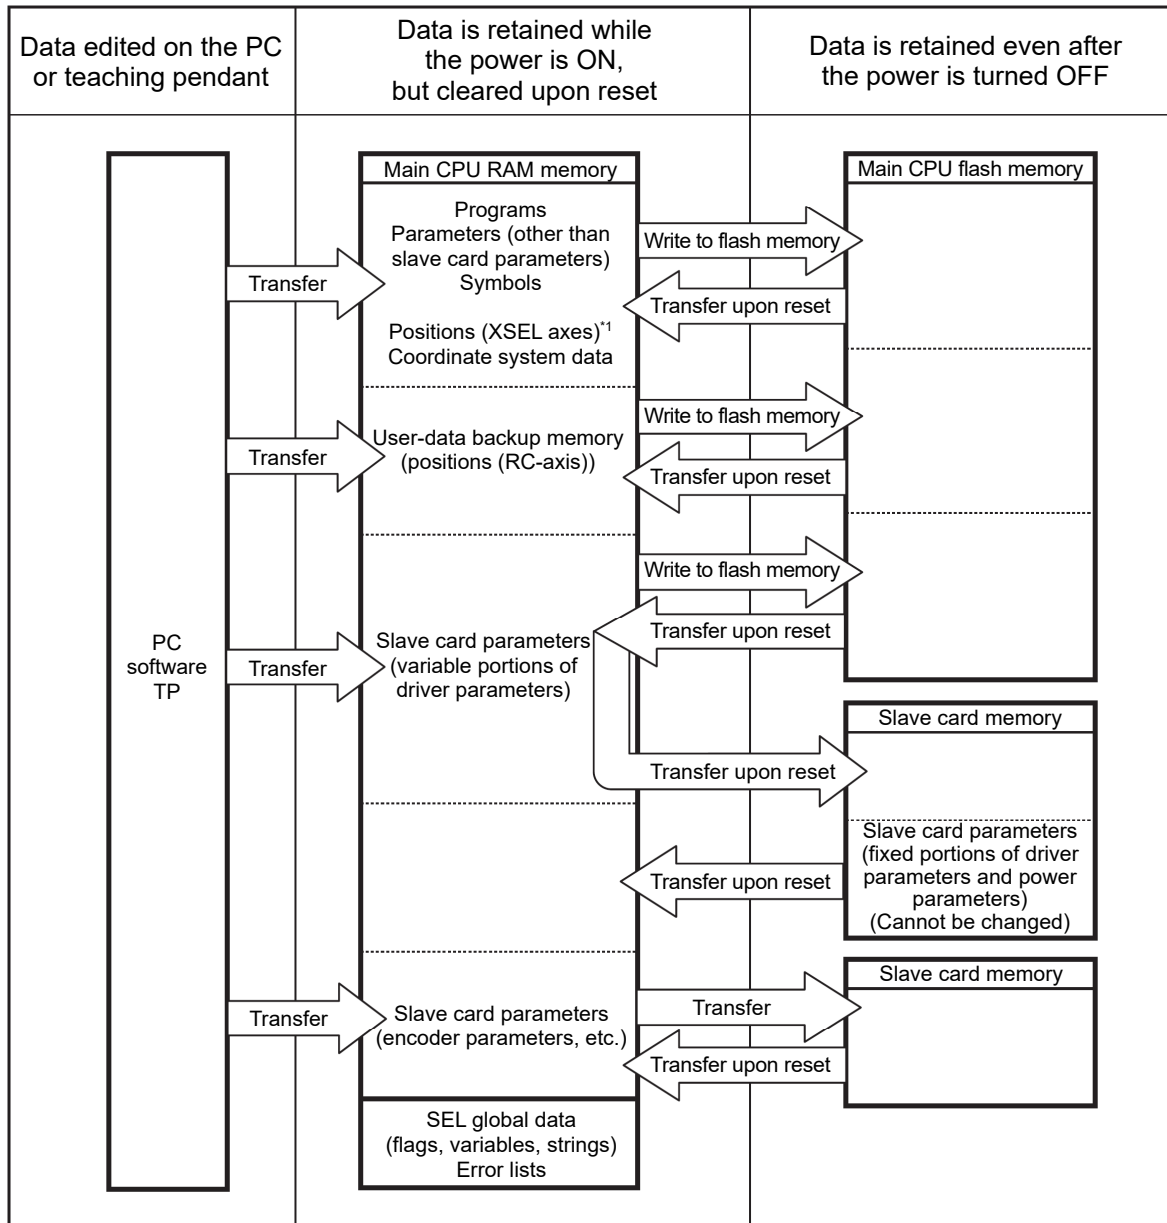 Data edited on the PC
or teaching pendant
Data is retained while
the power is ON,
but cleared upon reset
Data is retained even after
the power is turned OFF
PC
software
TP
Transfer
Transfer
Transfer
Transfer
Main CPU RAM memory
Programs
Parameters (other than
slave card parameters)
Symbols
Positions (XSEL axes)*1
Coordinate system data
User-data backup memory
(positions (RC-axis))
Slave card parameters
(variable portions of
driver parameters)
Slave card parameters
(encoder parameters, etc.)
SEL global data
(flags, variables, strings)
Error lists
Write to flash memory
Transfer upon reset
Write to flash memory
Transfer upon reset
Write to flash memory
Transfer upon reset
Transfer upon reset
Transfer upon reset
Transfer
Transfer upon reset
Main CPU flash memory
Slave card memory
Slave card parameters
(fixed portions of driver
parameters and power
parameters)
(Cannot be changed)
Slave card memory